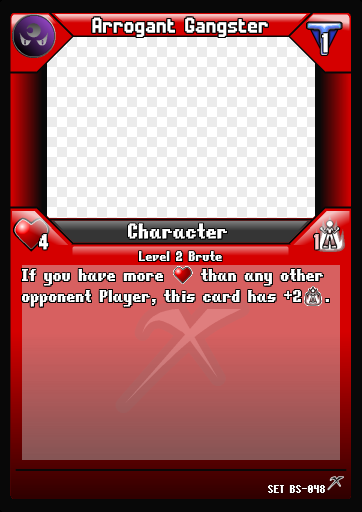 Arrogant Gangster
1
4
Character
1
Level 2 Brute
If you have more than any other
opponent Player, this card has +2.
SET BS-048